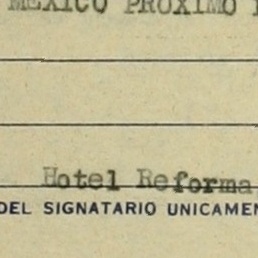 MEXICO PROXIMO
Hotel Reforma
DEL SIGNATARIO UNICAMEN